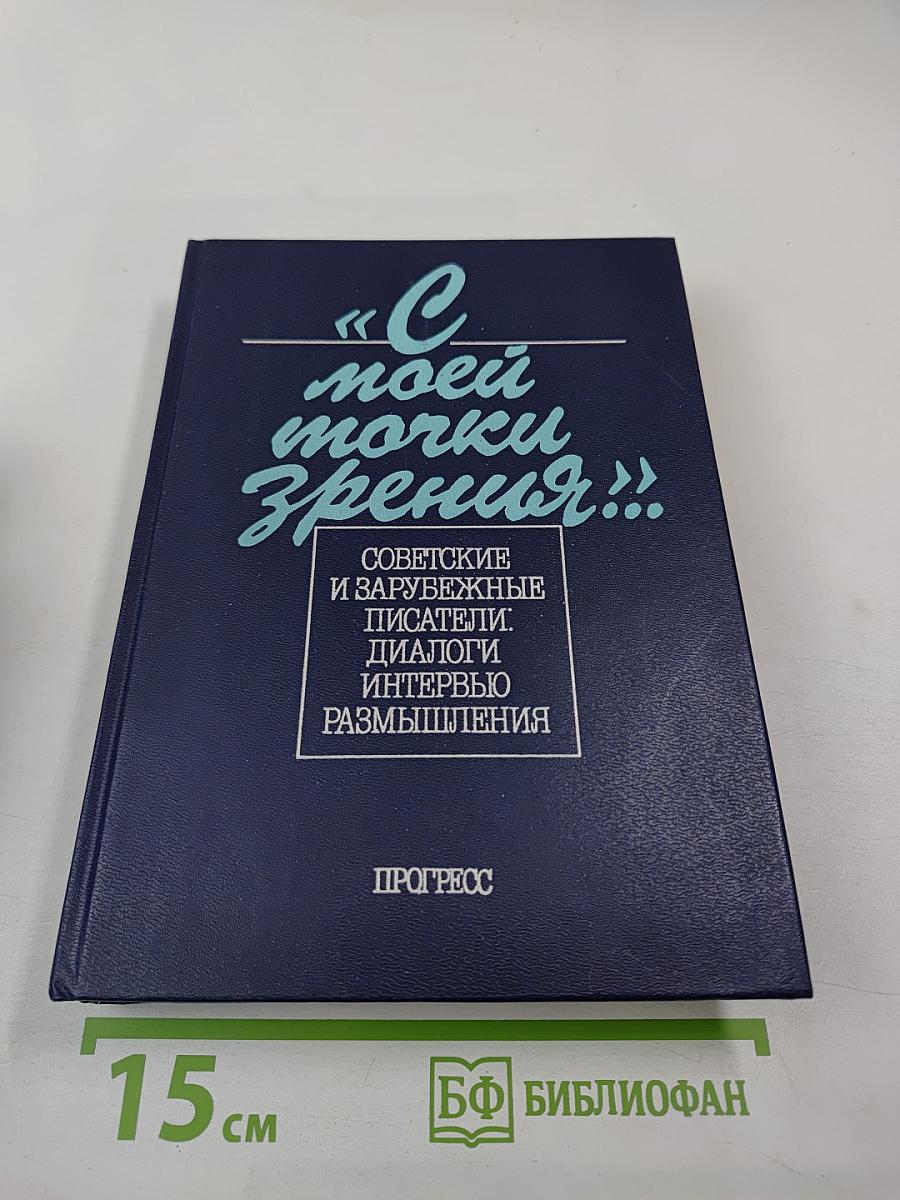 «С
моей
точки
зрения...»
СОВЕТСКИЕ
И ЗАРУБЕЖНЫЕ
ПИСАТЕЛИ:
ДИАЛОГИ
ИНТЕРВЬЮ
РАЗМЫШЛЕНИЯ
ПРОГРЕСС
15 см
БФ БИБЛИОФАН